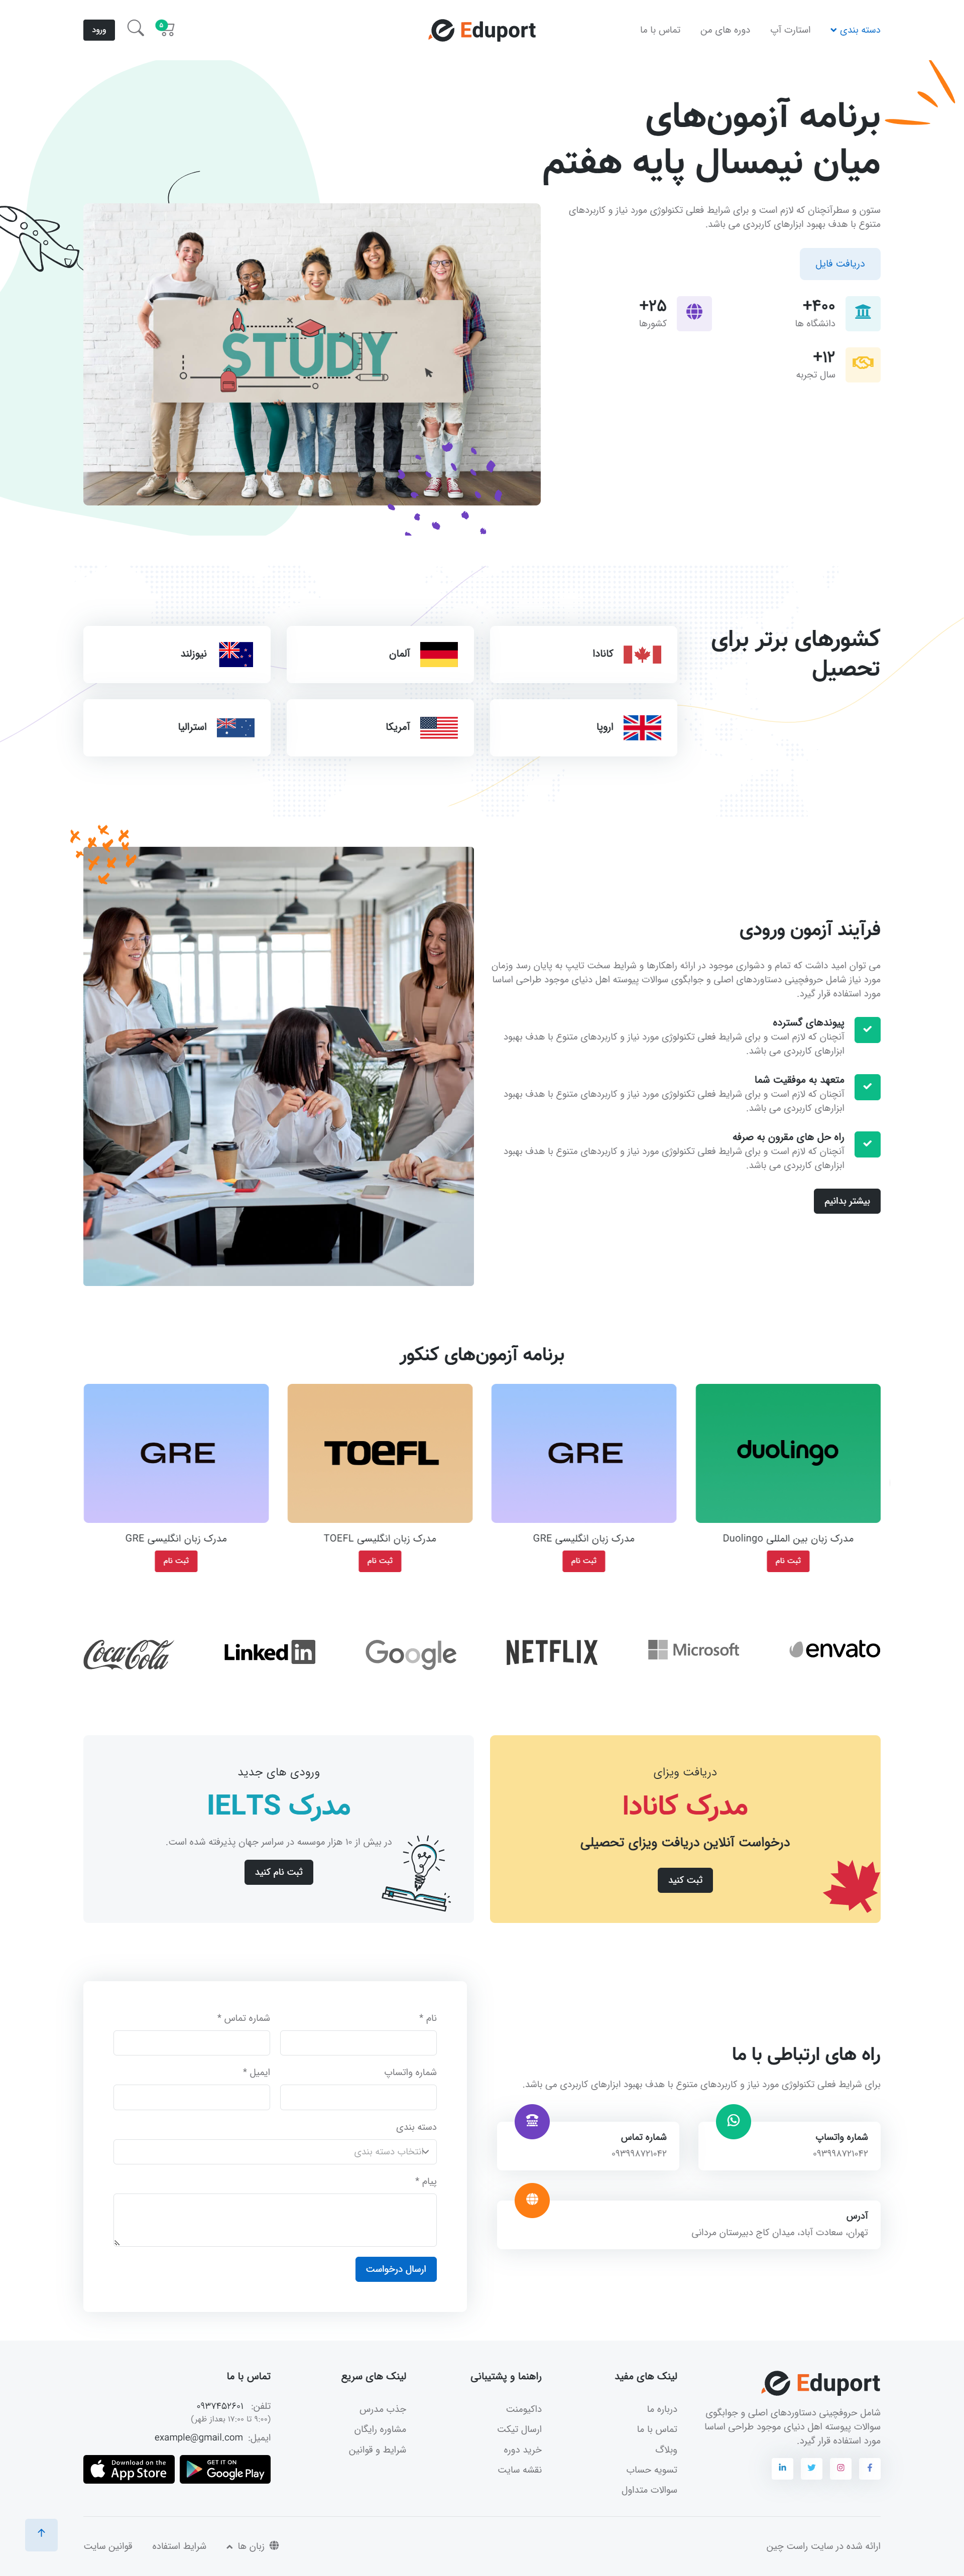 دسته بندی
استارت آپ
دوره های من
تماس با ما
Eduport
۵
ورود
برنامه آزمون‌های
میان نیمسال پایه هفتم
ستون و سطرآنچنان که لازم است و برای شرایط فعلی تکنولوژی مورد نیاز و کاربردهای
متنوع با هدف بهبود ابزارهای کاربردی می باشد.
دریافت فایل
۴۰۰+
دانشگاه ها
۲۵+
کشورها
۱۲+
سال تجربه
STUDY
کشورهای برتر برای
تحصیل
کانادا
آلمان
نیوزلند
اروپا
آمریکا
استرالیا
فرآیند آزمون ورودی
می توان امید داشت که تمام و دشواری موجود در ارائه راهکارها و شرایط سخت تایپ به پایان رسد وزمان
مورد نیاز شامل حروفچینی دستاوردهای اصلی و جوابگوی سوالات پیوسته اهل دنیای موجود طراحی اساسا
مورد استفاده قرار گیرد.
پیوندهای گسترده
آنچنان که لازم است و برای شرایط فعلی تکنولوژی مورد نیاز و کاربردهای متنوع با هدف بهبود
ابزارهای کاربردی می باشد.
متعهد به موفقیت شما
آنچنان که لازم است و برای شرایط فعلی تکنولوژی مورد نیاز و کاربردهای متنوع با هدف بهبود
ابزارهای کاربردی می باشد.
راه حل های مقرون به صرفه
آنچنان که لازم است و برای شرایط فعلی تکنولوژی مورد نیاز و کاربردهای متنوع با هدف بهبود
ابزارهای کاربردی می باشد.
بیشتر بدانیم
برنامه آزمون‌های کنکور
duolingo
GRE
TOEFL
GRE
مدرک زبان بین المللی Duolingo
مدرک زبان انگلیسی GRE
مدرک زبان انگلیسی TOEFL
مدرک زبان انگلیسی GRE
ثبت نام
ثبت نام
ثبت نام
ثبت نام
envato
Microsoft
NETFLIX
Google
Linked in
Coca-Cola
دریافت ویزای
مدرک کانادا
درخواست آنلاین دریافت ویزای تحصیلی
ثبت کنید
ورودی های جدید
مدرک IELTS
در بیش از 10 هزار موسسه در سراسر جهان پذیرفته شده است.
ثبت نام کنید
راه های ارتباطی با ما
برای شرایط فعلی تکنولوژی مورد نیاز و کاربردهای متنوع با هدف بهبود ابزارهای کاربردی می باشد.
شماره واتساپ
۰۹۳۹۹۸۷۲۱۰۴۲
شماره تماس
۰۹۳۹۹۸۷۲۱۰۴۲
آدرس
تهران، سعادت آباد، میدان کاج دبیرستان مردانی
نام *
شماره تماس *
شماره واتساپ
ایمیل *
دسته بندی
انتخاب دسته بندی
پیام *
ارسال درخواست
Eduport
شامل حروفچینی دستاوردهای اصلی و جوابگوی
سوالات پیوسته اهل دنیای موجود طراحی جوابگوی اساسا
مورد استفاده قرار گیرد.
لینک های مفید
درباره ما
تماس با ما
وبلاگ
تسویه حساب
سوالات متداول
راهنما و پشتیبانی
داکیومنت
ارسال تیکت
خرید دوره
نقشه سایت
لینک های سریع
جذب مدرس
مشاوره رایگان
شرایط و قوانین
تماس با ما
تلفن: ۰۹۳۷۴۵۲۶۰۱
(۹:۰۰ تا ۱۷:۰۰ بعداز ظهر)
ایمیل: example@gmail.com
GET IT ON
Google Play
Download on the
App Store
ارائه شده در سایت راست چین
زبان ها
شرایط استفاده
قوانین سایت